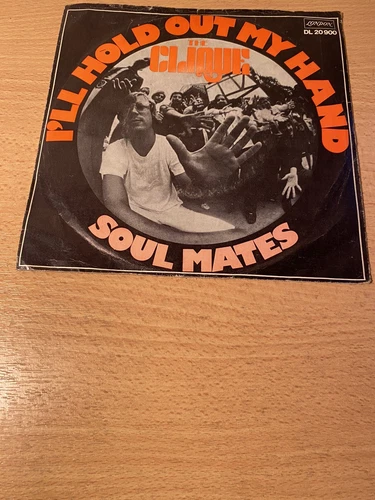 LONDON
DL 20 900
I'LL HOLD OUT MY HAND
THE
CLIQUE
SOUL MATES